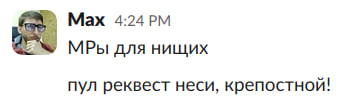 Max 4:24 PM
МРы для нищих
пул реквест неси, крепостной!